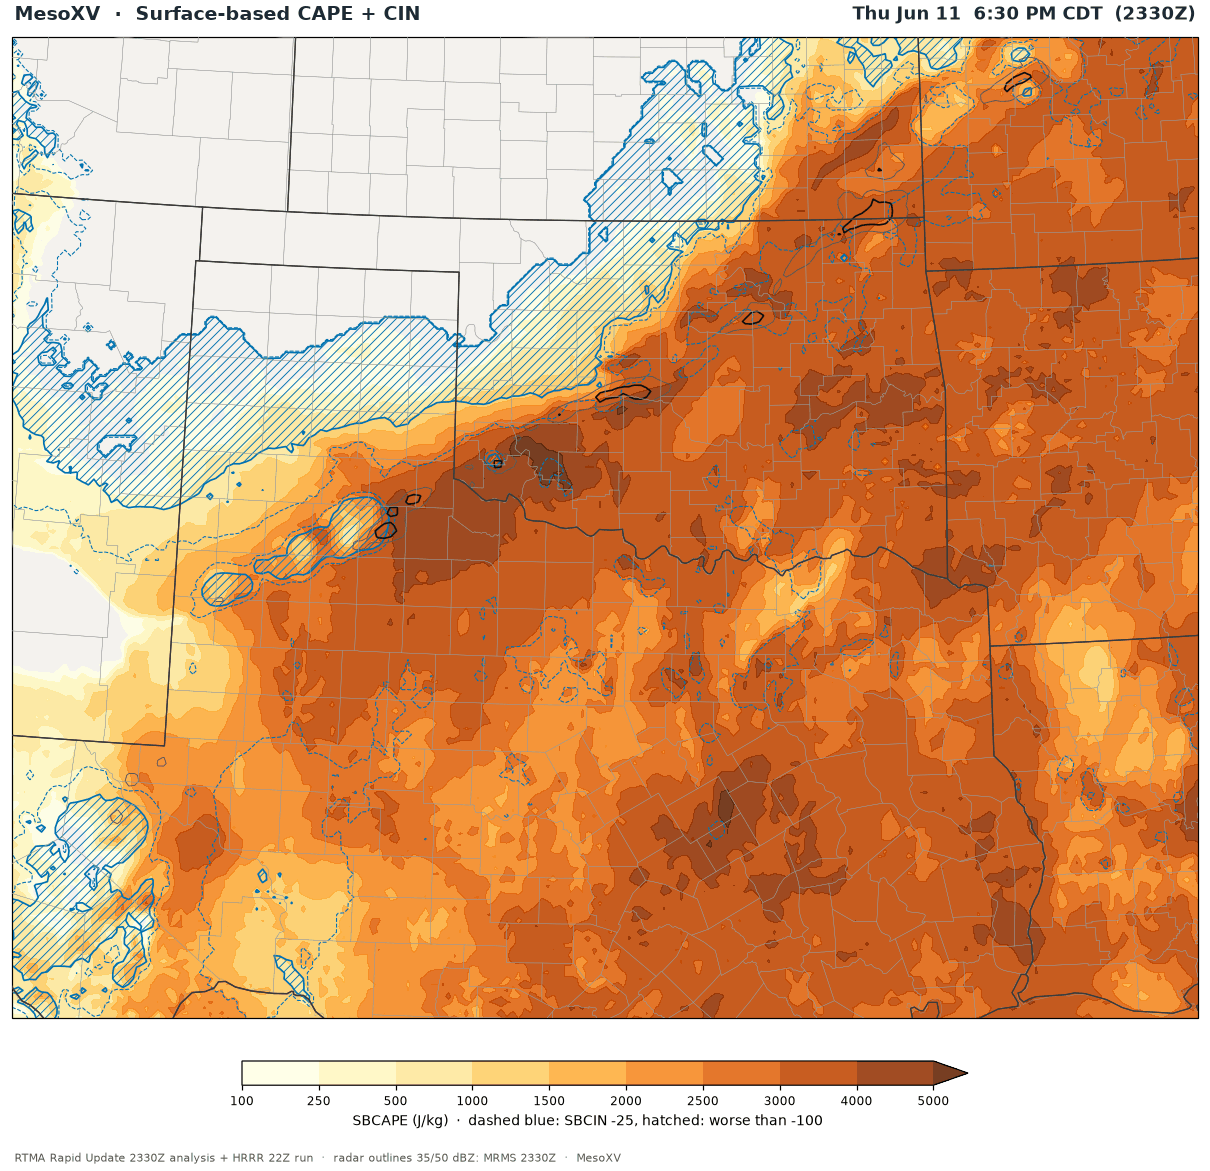 MesoXV · Surface-based CAPE + CIN
Thu Jun 11 6:30 PM CDT (2330Z)
100 250 500 1000 1500 2000 2500 3000 4000 5000
SBCAPE (J/kg) · dashed blue: SBCIN -25, hatched: worse than -100
RTMA Rapid Update 2330Z analysis + HRRR 22Z run · radar outlines 35/50 dBZ: MRMS 2330Z · MesoXV